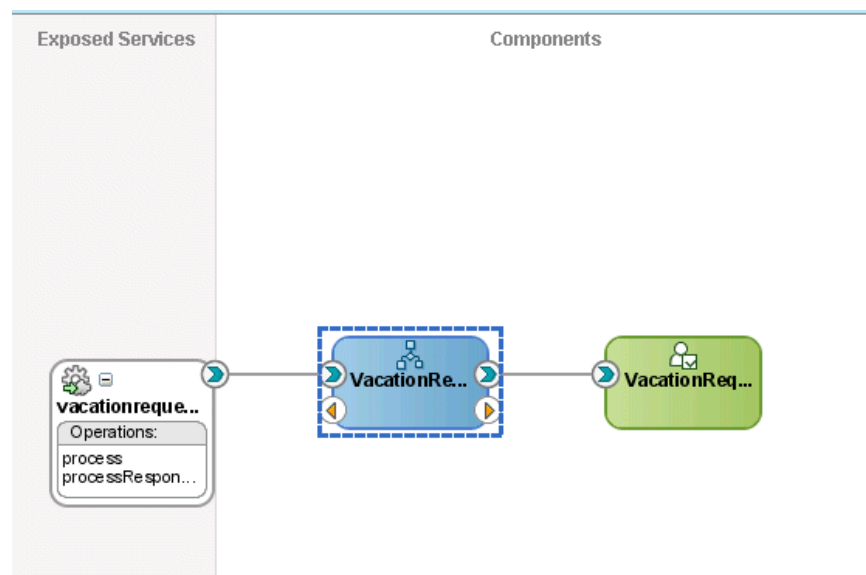 Exposed Services
Components
VacationRe...
VacationReq...
vacationreque...
Operations:
process
processRespon...